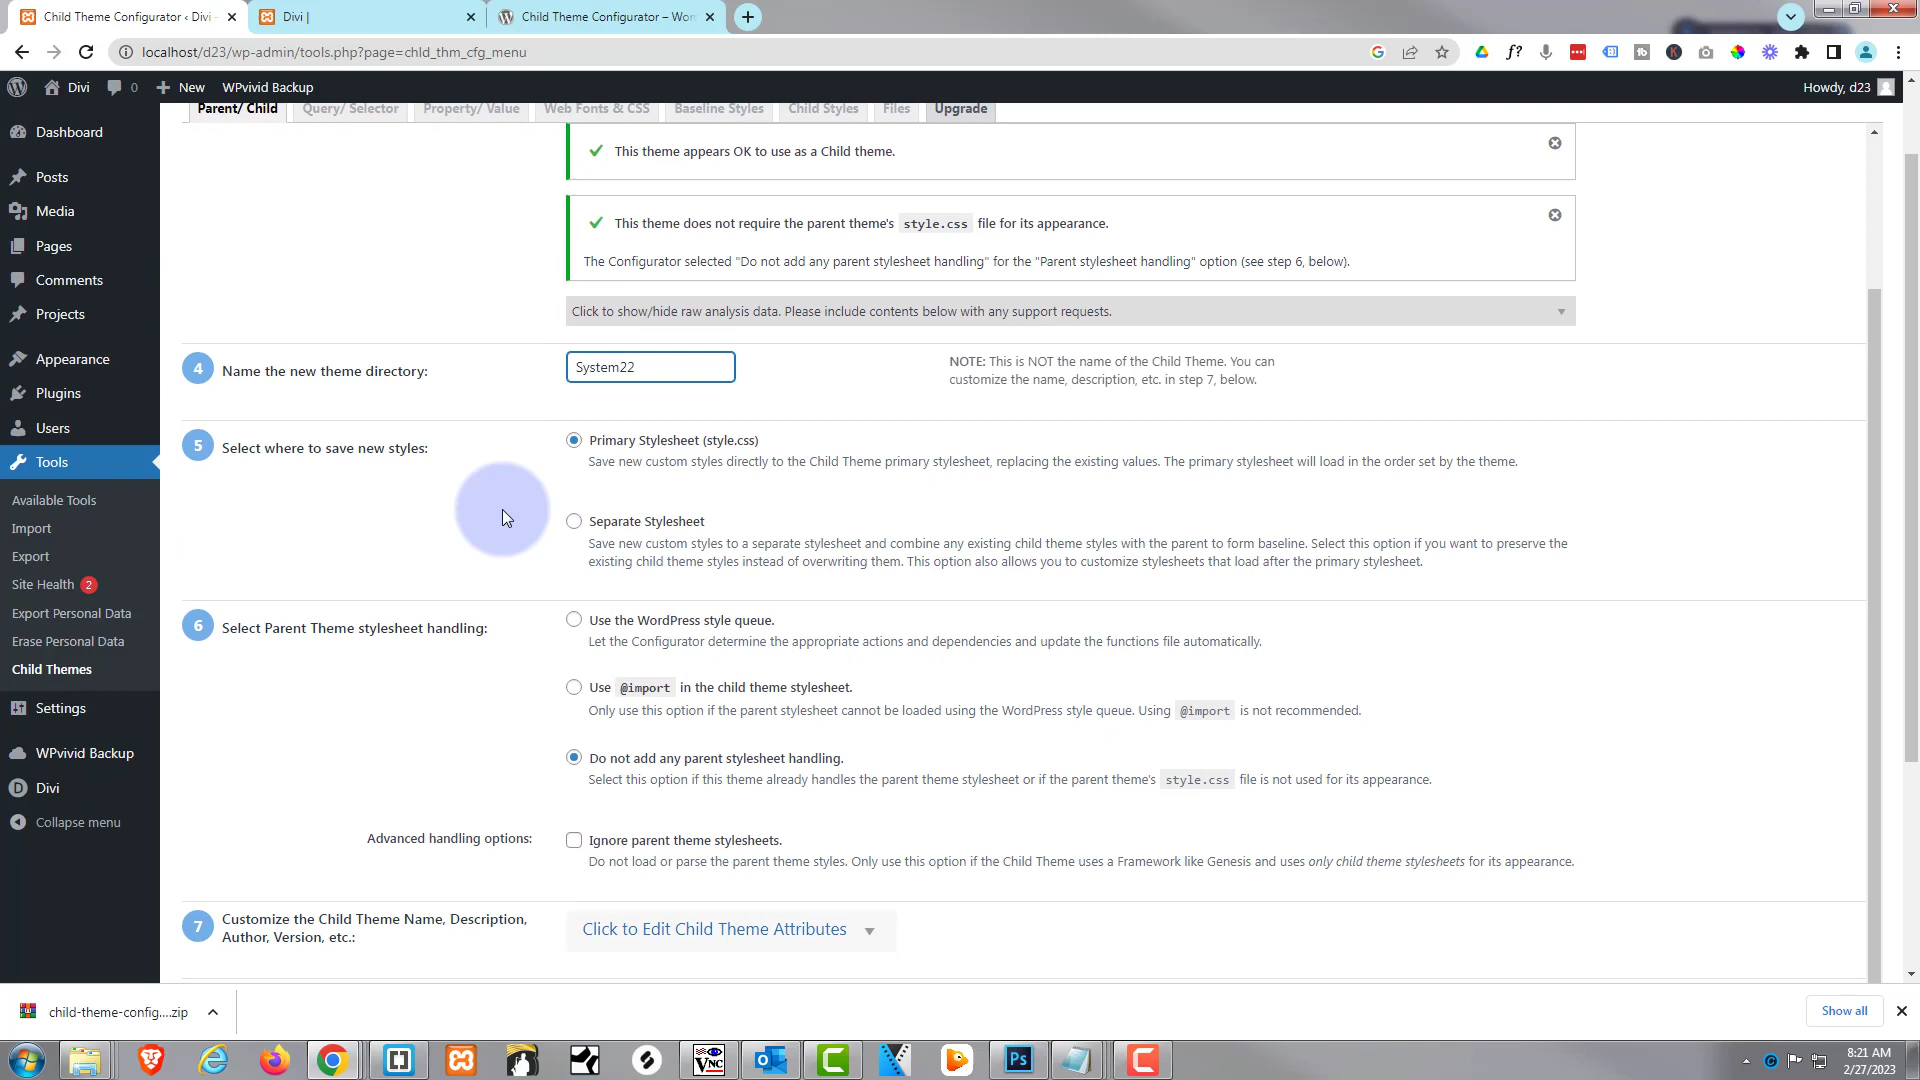 Child Theme Configurator ‹ Divi
Divi |
Child Theme Configurator – Wor
localhost/d23/wp-admin/tools.php?page=chld_thm_cfg_menu
Divi
0
New
WPvivid Backup
Howdy, d23
Dashboard
Posts
Media
Pages
Comments
Projects
Appearance
Plugins
Users
Tools
Available Tools
Import
Export
Site Health 2
Export Personal Data
Erase Personal Data
Child Themes
Settings
WPvivid Backup
Divi
Collapse menu
Parent/ Child
Query/ Selector
Property/ Value
Web Fonts & CSS
Baseline Styles
Child Styles
Files
Upgrade
This theme appears OK to use as a Child theme.
This theme does not require the parent theme's style.css file for its appearance.
The Configurator selected "Do not add any parent stylesheet handling" for the "Parent stylesheet handling" option (see step 6, below).
Click to show/hide raw analysis data. Please include contents below with any support requests.
4 Name the new theme directory:
System22
NOTE: This is NOT the name of the Child Theme. You can
customize the name, description, etc. in step 7, below.
5 Select where to save new styles:
Primary Stylesheet (style.css)
Save new custom styles directly to the Child Theme primary stylesheet, replacing the existing values. The primary stylesheet will load in the order set by the theme.
Separate Stylesheet
Save new custom styles to a separate stylesheet and combine any existing child theme styles with the parent to form baseline. Select this option if you want to preserve the
existing child theme styles instead of overwriting them. This option also allows you to customize stylesheets that load after the primary stylesheet.
6 Select Parent Theme stylesheet handling:
Use the WordPress style queue.
Let the Configurator determine the appropriate actions and dependencies and update the functions file automatically.
Use @import in the child theme stylesheet.
Only use this option if the parent stylesheet cannot be loaded using the WordPress style queue. Using @import is not recommended.
Do not add any parent stylesheet handling.
Select this option if this theme already handles the parent theme stylesheet or if the parent theme's style.css file is not used for its appearance.
Advanced handling options:
Ignore parent theme stylesheets.
Do not load or parse the parent theme styles. Only use this option if the Child Theme uses a Framework like Genesis and uses only child theme stylesheets for its appearance.
7 Customize the Child Theme Name, Description,
Author, Version, etc.:
Click to Edit Child Theme Attributes
child-theme-config....zip
Show all
VNC
Ps
8:21 AM
2/27/2023